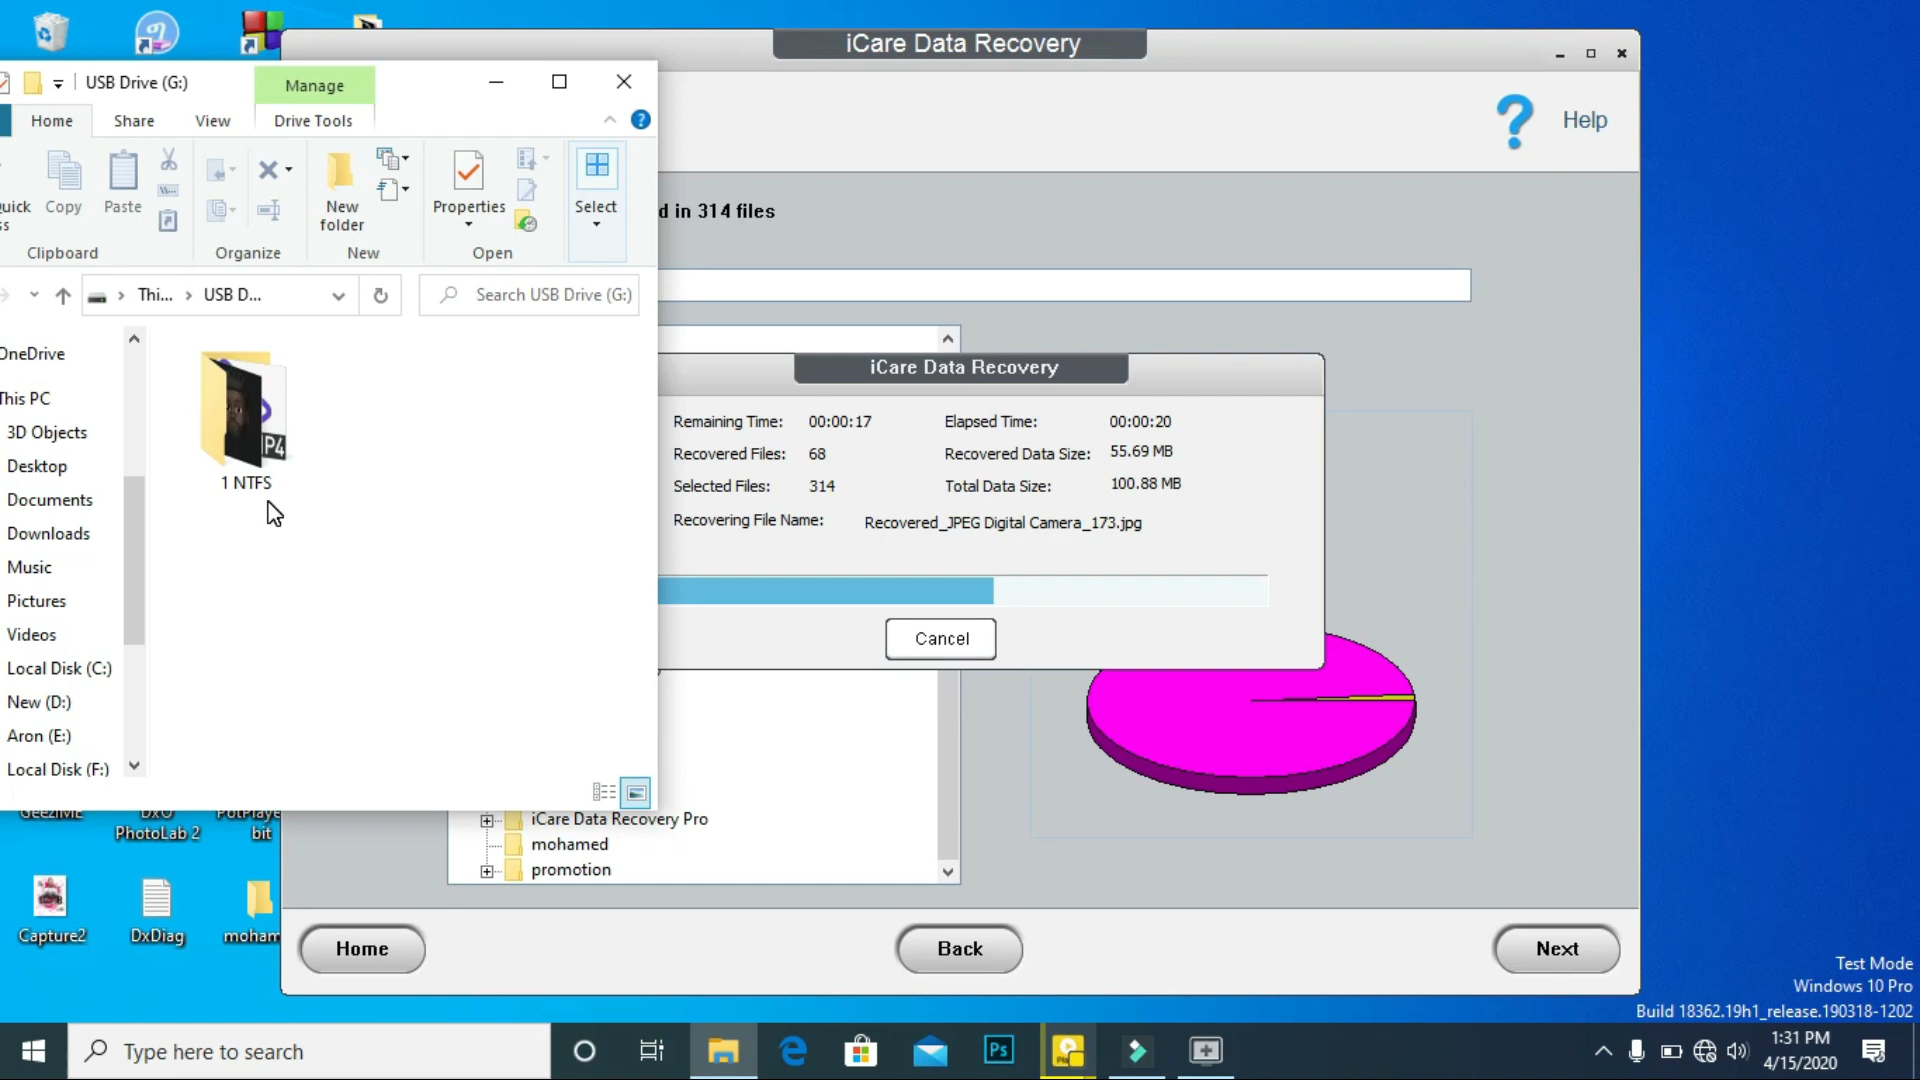 iCare Data Recovery
USB Drive (G:)
Manage
Home
Share
View
Drive Tools
Help
Copy
Paste
New
folder
Properties
Select
Clipboard
Organize
New
Open
d in 314 files
Thi...
USB D...
Search USB Drive (G:)
OneDrive
This PC
3D Objects
Desktop
Documents
Downloads
Music
Pictures
Videos
Local Disk (C:)
New (D:)
Aron (E:)
Local Disk (F:)
MP4
1 NTFS
iCare Data Recovery
Remaining Time: 00:00:17 Elapsed Time: 00:00:20
Recovered Files: 68 Recovered Data Size: 55.69 MB
Selected Files: 314 Total Data Size: 100.88 MB
Recovering File Name: Recovered_JPEG Digital Camera_173.jpg
Cancel
PhotoLab 2
bit
iCare Data Recovery Pro
mohamed
promotion
Capture2
DxDiag
moham
Home
Back
Next
Test Mode
Windows 10 Pro
Build 18362.19h1_release.190318-1202
Type here to search
Ps
1:31 PM
4/15/2020